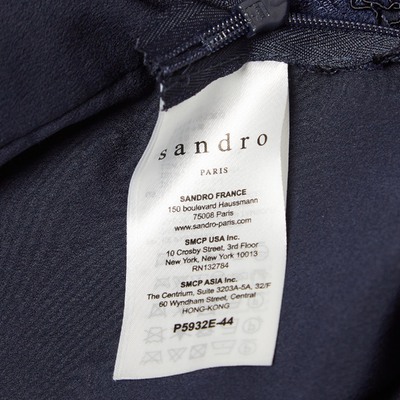 sandro
PARIS
SANDRO FRANCE
150 boulevard Haussmann
75008 Paris
www.sandro-paris.com
SMCP USA Inc.
10 Crosby Street, 3rd Floor
New York, New York 10013
RN132784
SMCP ASIA Inc.
The Centrium, Suite 3203A-5A, 32/F
60 Wyndham Street, Central
HONG-KONG
P5932E-44